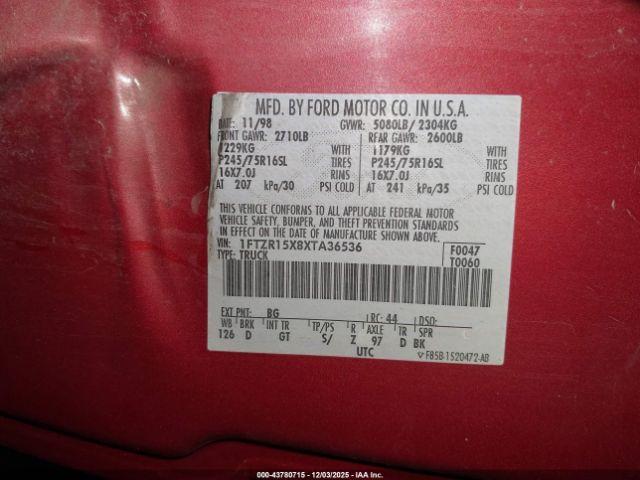 MFD. BY FORD MOTOR CO. IN U.S.A.
DATE: 11/98 GVWR: 5080LB/ 2304KG
FRONT GAWR: 2710LB REAR GAWR: 2600LB
1229KG WITH 1179KG WITH
P245/75R16SL TIRES P245/75R16SL TIRES
16X7.0J RIMS 16X7.0J RIMS
AT 207 kPa/30 PSI COLD AT 241 kPa/35 PSI COLD
THIS VEHICLE CONFORMS TO ALL APPLICABLE FEDERAL MOTOR
VEHICLE SAFETY, BUMPER, AND THEFT PREVENTION STANDARDS
IN EFFECT ON THE DATE OF MANUFACTURE SHOWN ABOVE.
VIN: 1FTZR15X8XTA36536 F0047
TYPE: TRUCK T0060
EXT PNT: BG RC: 44 DSO:
WB BRK INT TR TP/PS R AXLE TR SPR
126 D GT S/ Z 97 D BK
UTC F85B-1520472-AB
000-43780715 - 12/03/2025 - IAAI, Inc.